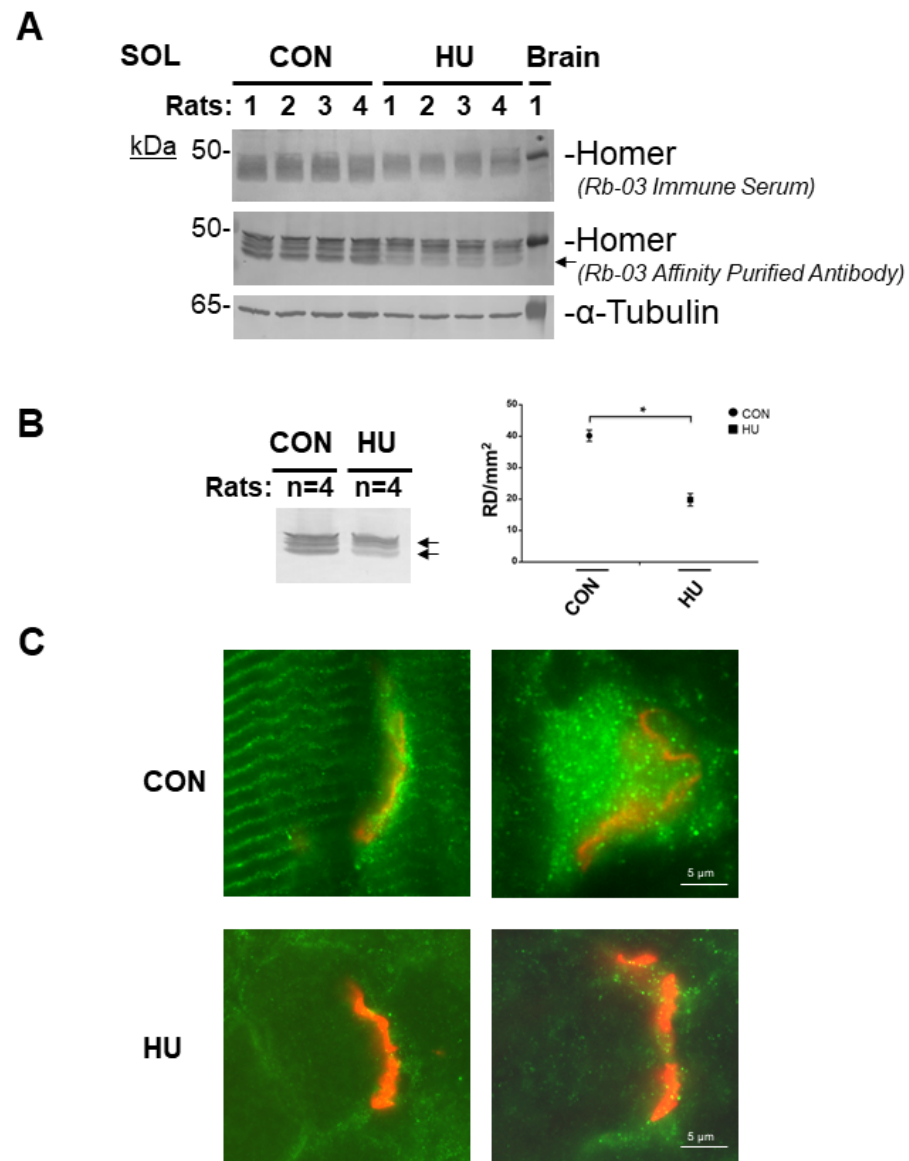 A
SOL CON HU Brain
Rats: 1 2 3 4 1 2 3 4 1
kDa 50- -Homer
(Rb-03 Immune Serum)
50- -Homer
(Rb-03 Affinity Purified Antibody)
65- -α-Tubulin
B
CON HU
Rats: n=4 n=4
RD/mm²
50
40
30
20
10
0
*
CON
HU
CON HU
C
CON
5 µm
HU
5 µm